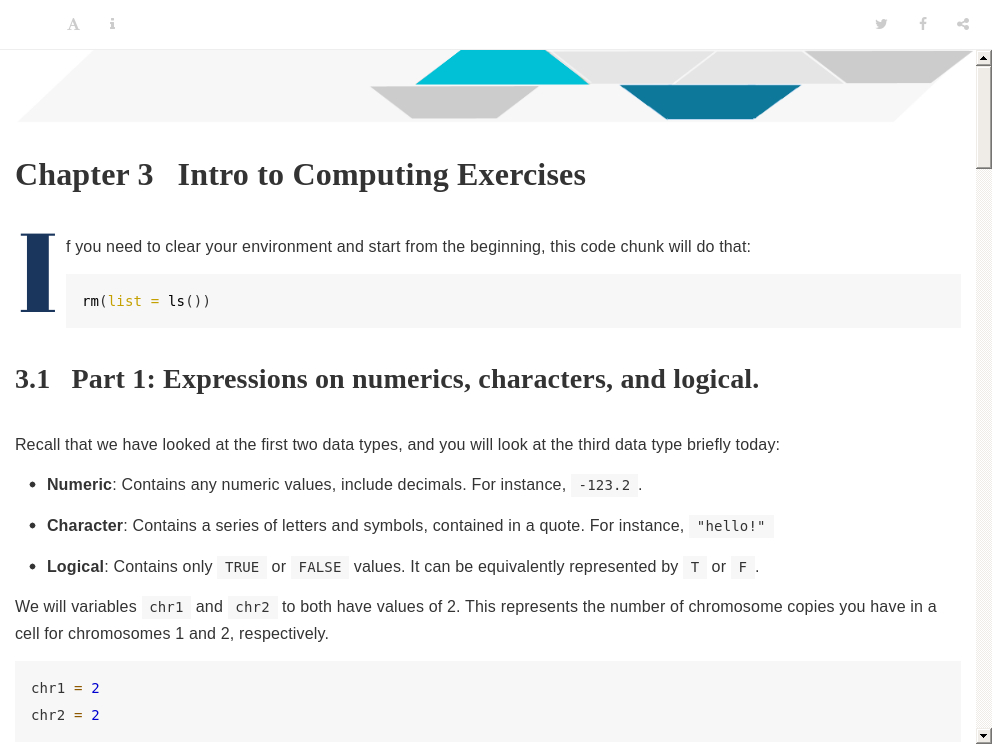 Chapter 3 Intro to Computing Exercises
If you need to clear your environment and start from the beginning, this code chunk will do that:
rm(list = ls())
3.1 Part 1: Expressions on numerics, characters, and logical.
Recall that we have looked at the first two data types, and you will look at the third data type briefly today:
• Numeric: Contains any numeric values, include decimals. For instance, -123.2 .
• Character: Contains a series of letters and symbols, contained in a quote. For instance, "hello!"
• Logical: Contains only TRUE or FALSE values. It can be equivalently represented by T or F .
We will variables chr1 and chr2 to both have values of 2. This represents the number of chromosome copies you have in a
cell for chromosomes 1 and 2, respectively.
chr1 = 2
chr2 = 2